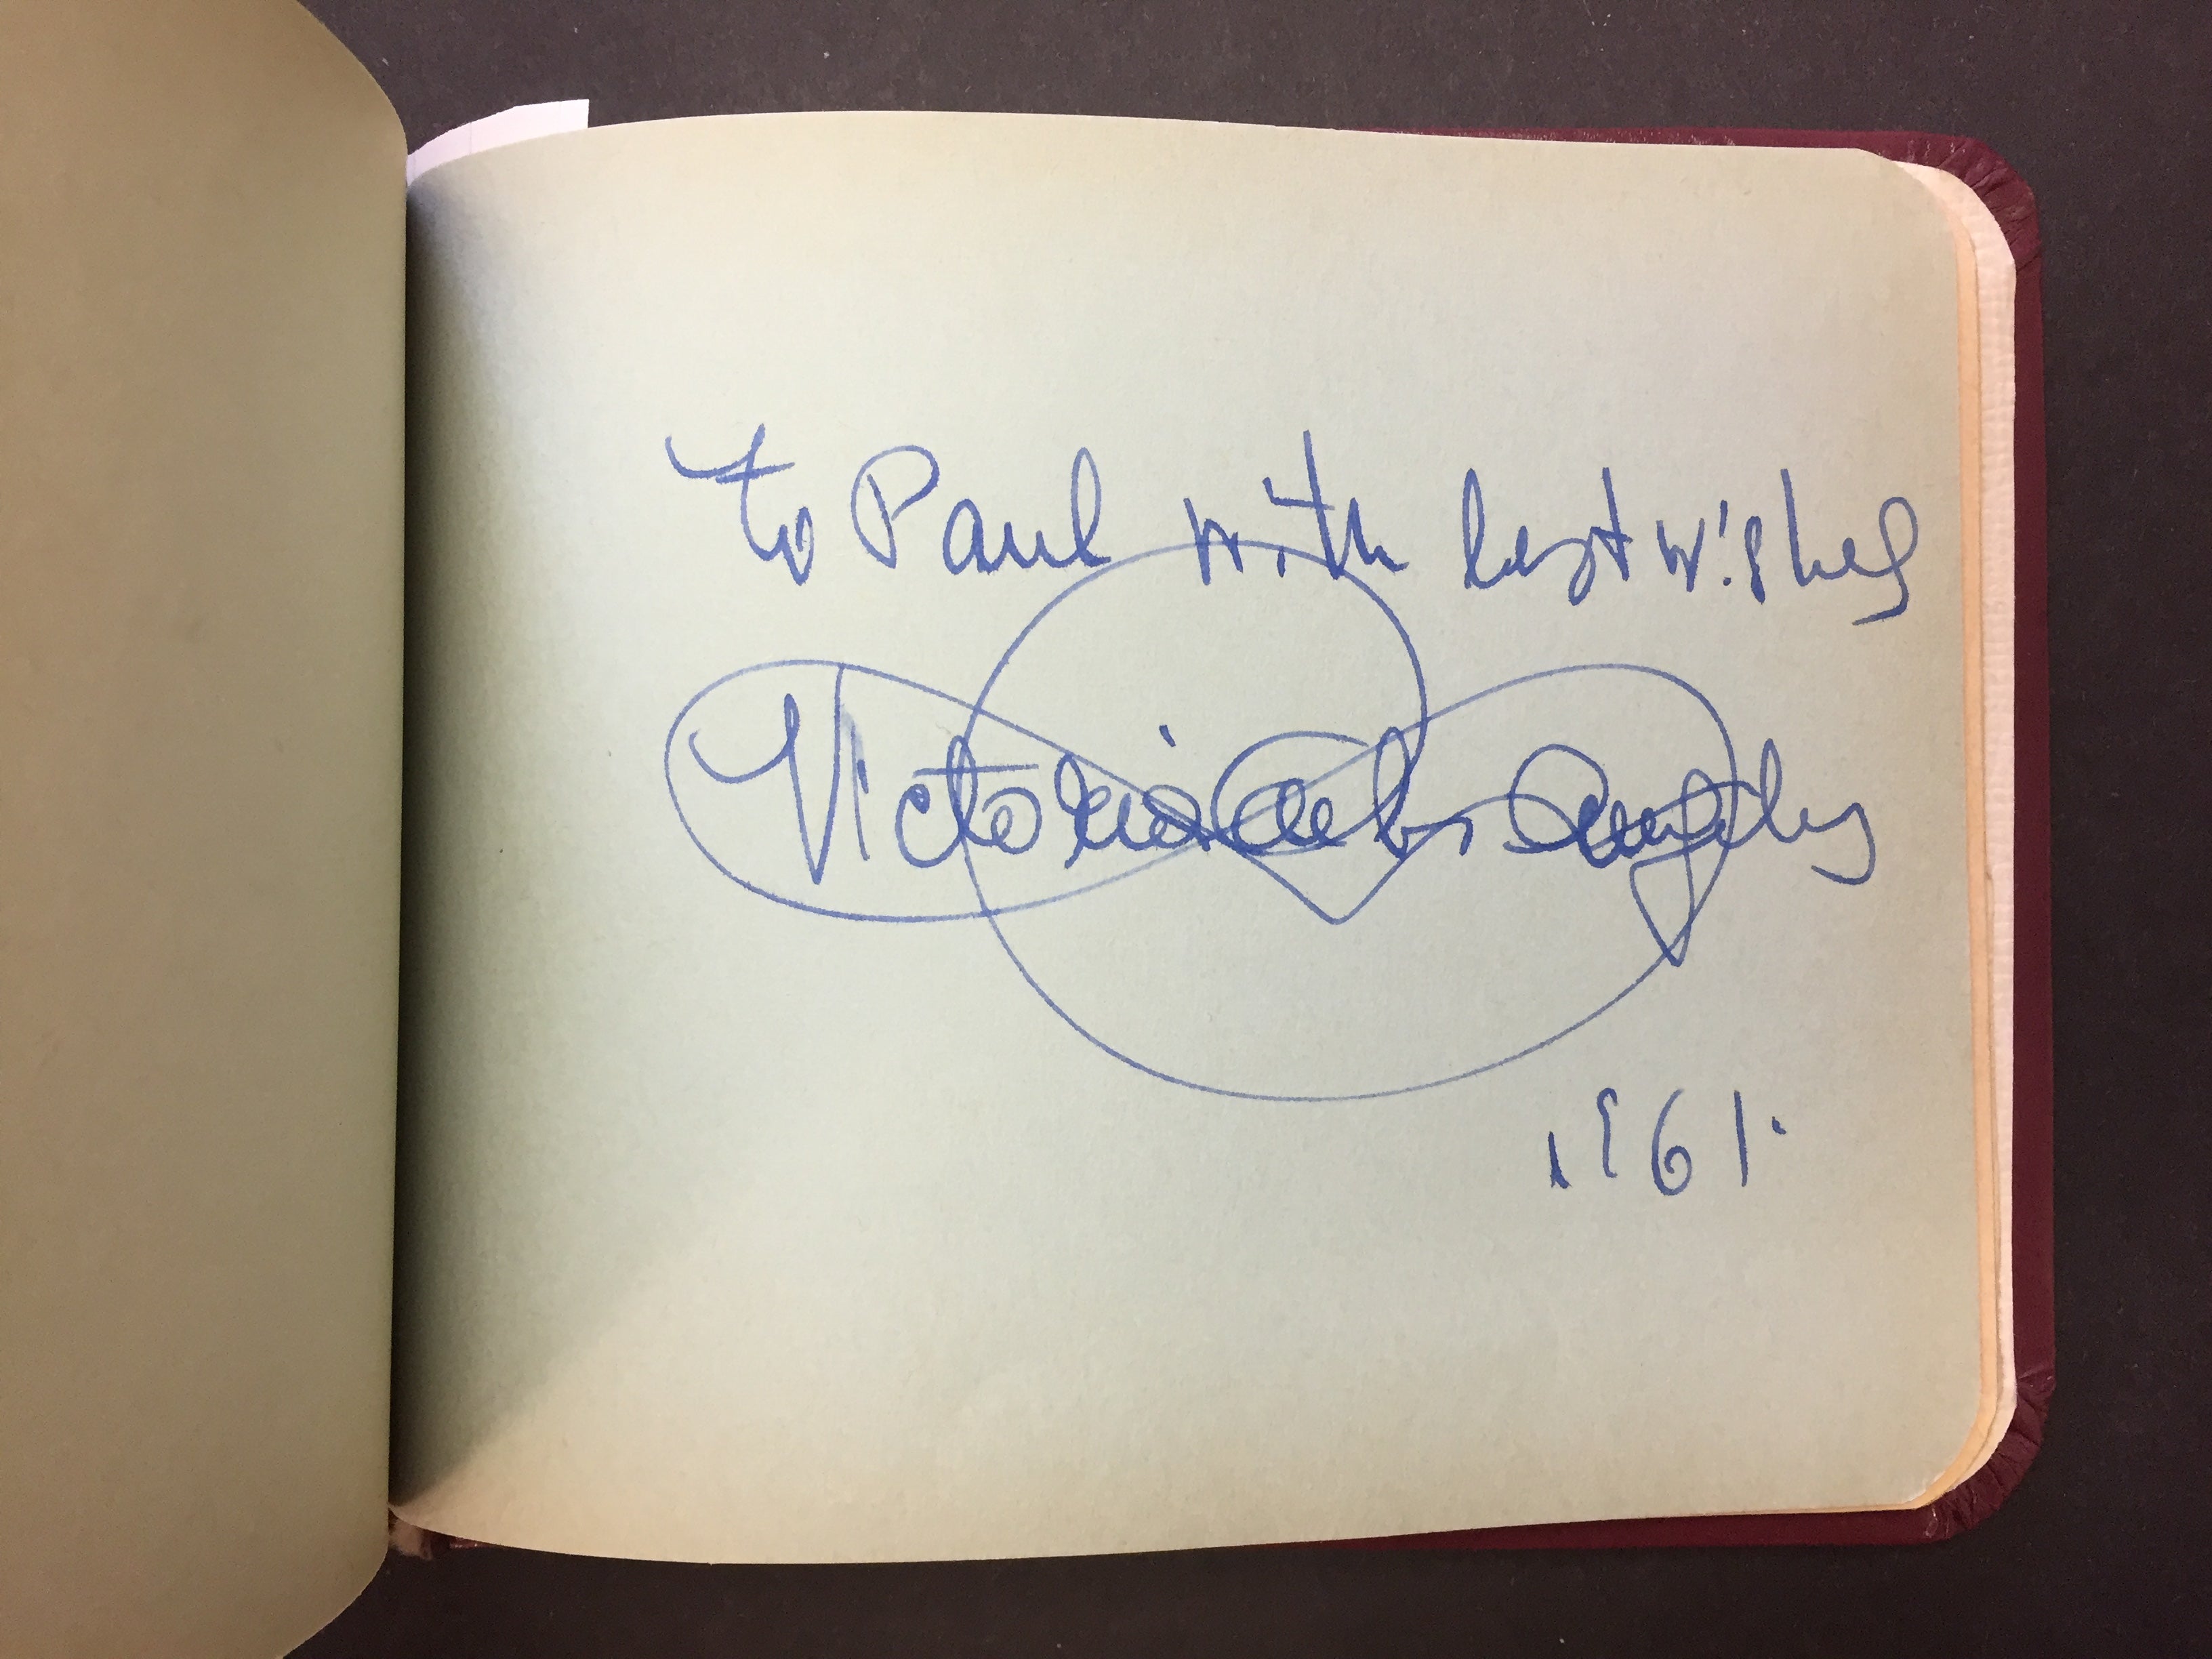 To Paul with best wishes
Victoria de los Angeles
1961.